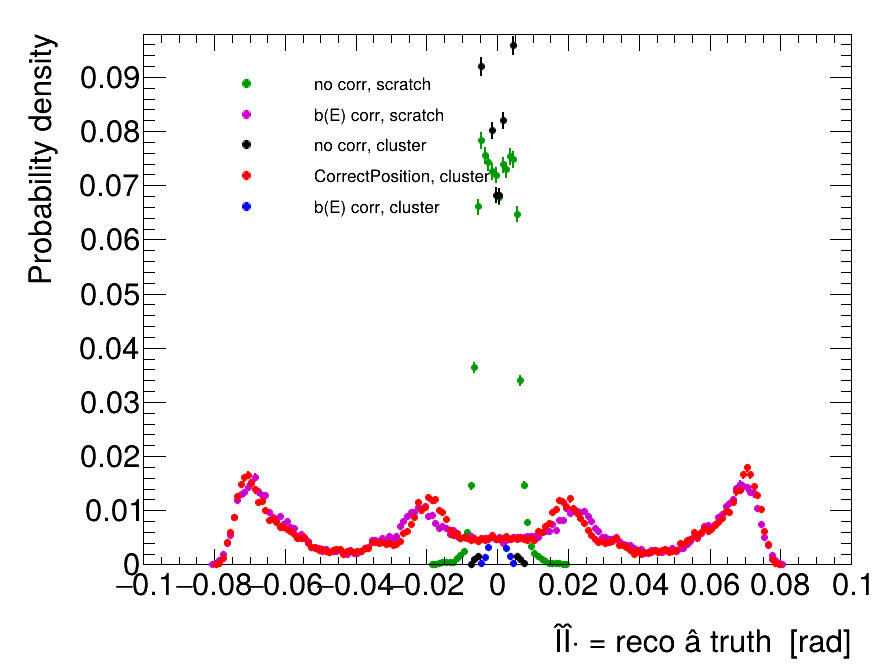 Probability density
no corr, scratch
b(E) corr, scratch
no corr, cluster
CorrectPosition, cluster
b(E) corr, cluster
0.09
0.08
0.07
0.06
0.05
0.04
0.03
0.02
0.01
0
−0.1 −0.08 −0.06 −0.04 −0.02 0 0.02 0.04 0.06 0.08 0.1
ÎÎ· = reco â truth [rad]